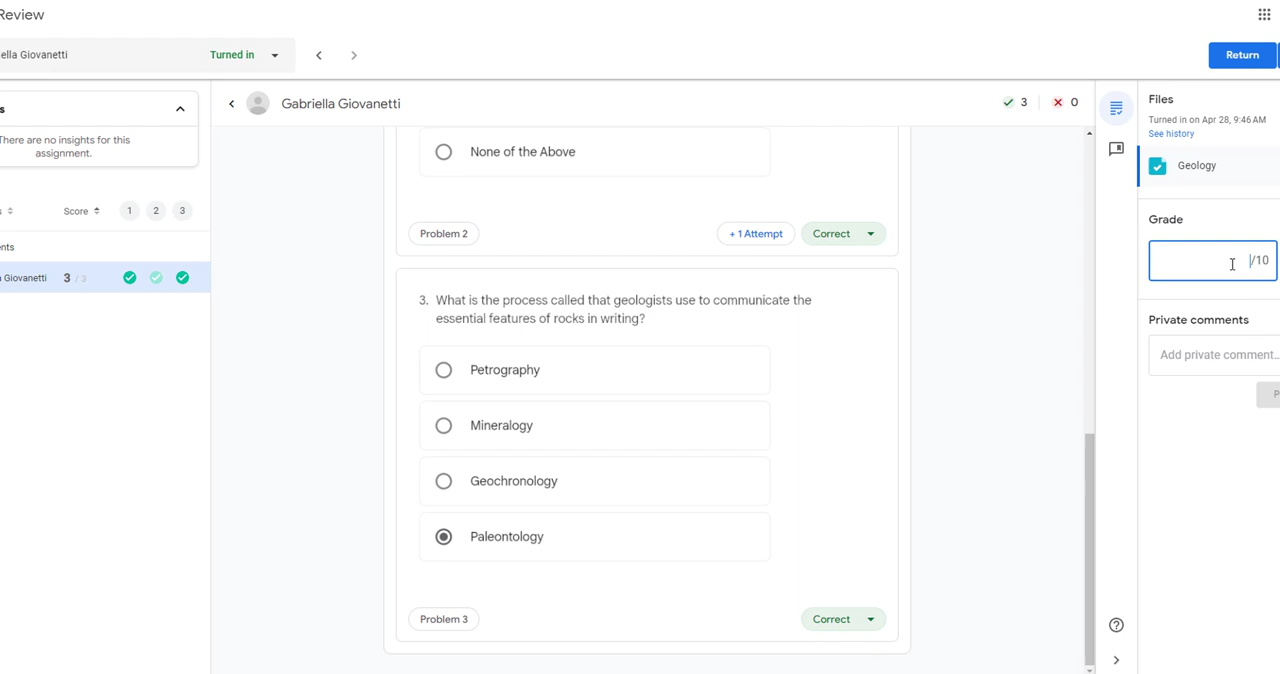 Review
ella Giovanetti
Turned in
Return
s
There are no insights for this
assignment.
s
Score
1
2
3
ents
a Giovanetti
3 / 3
Gabriella Giovanetti
3
0
None of the Above
Problem 2
+ 1 Attempt
Correct
3. What is the process called that geologists use to communicate the
essential features of rocks in writing?
Petrography
Mineralogy
Geochronology
Paleontology
Problem 3
Correct
Files
Turned in on Apr 28, 9:46 AM
See history
Geology
Grade
/10
Private comments
Add private comment...
P